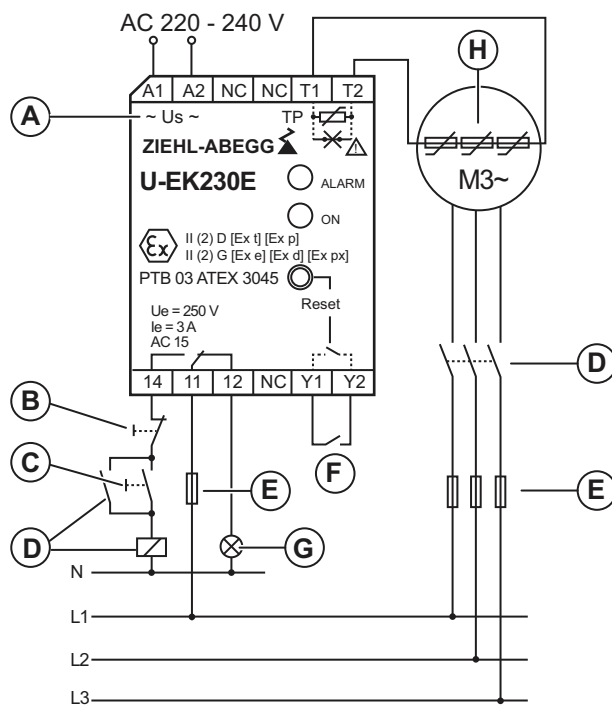 AC 220 - 240 V
H
A1 A2 NC NC T1 T2
A
~ Us ~
TP
ZIEHL-ABEGG
U-EK230E
ALARM
M3~
ON
Ex
II (2) D [Ex t] [Ex p]
II (2) G [Ex e] [Ex d] [Ex px]
PTB 03 ATEX 3045
Reset
Ue = 250 V
Ie = 3 A
AC 15
D
14 11 12 NC Y1 Y2
B
C
F
E
E
D
G
N
L1
L2
L3